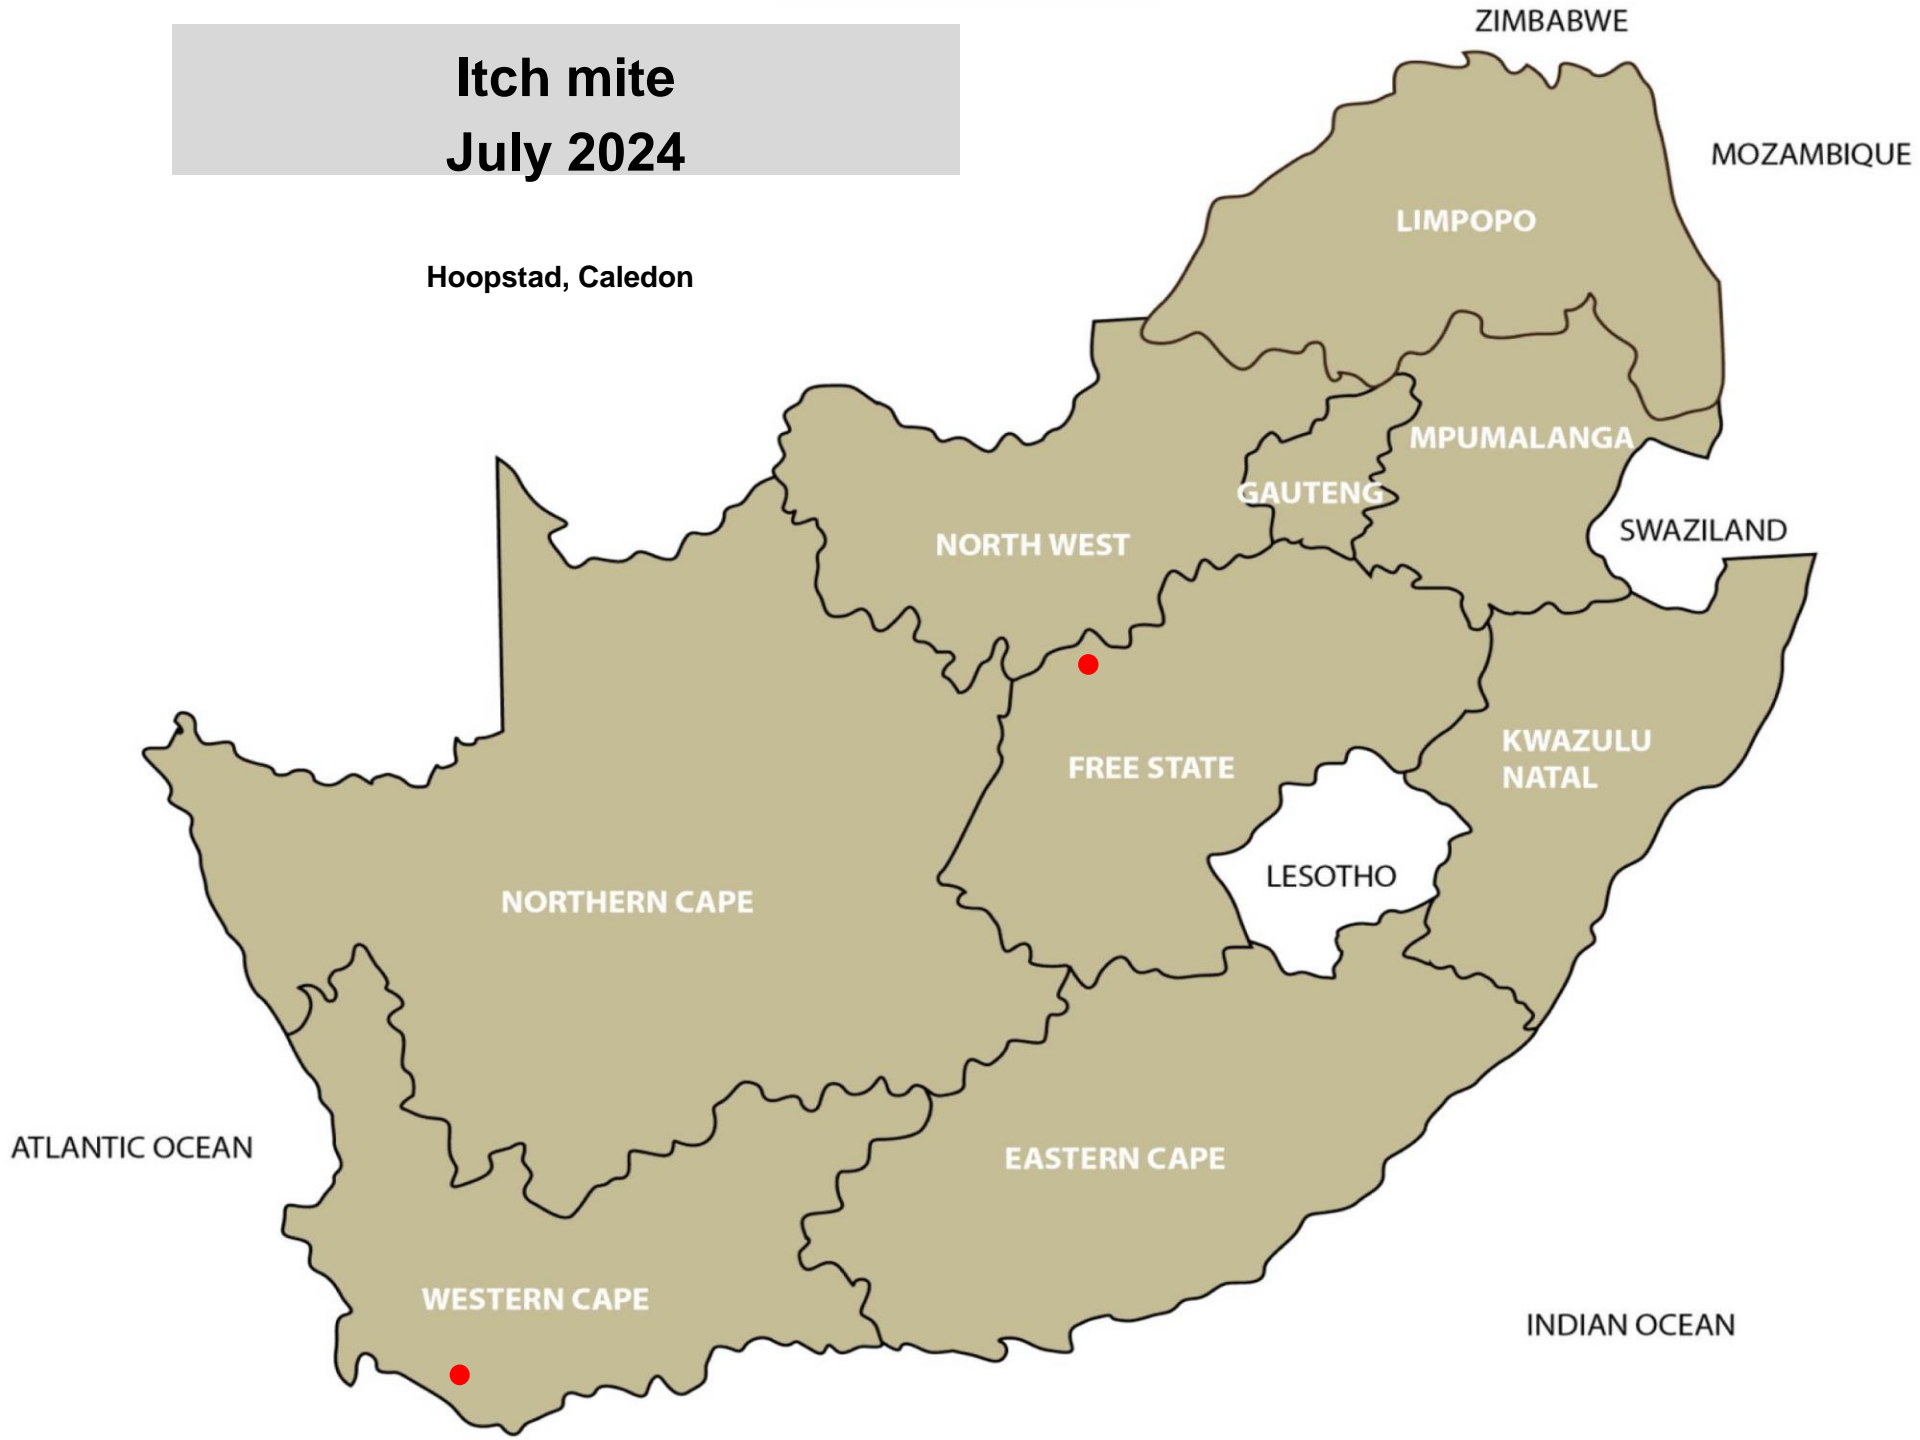 ZIMBABWE
Itch mite
July 2024
MOZAMBIQUE
LIMPOPO
Hoopstad, Caledon
MPUMALANGA
GAUTENG
SWAZILAND
NORTH WEST
KWAZULU
NATAL
FREE STATE
LESOTHO
NORTHERN CAPE
ATLANTIC OCEAN
EASTERN CAPE
WESTERN CAPE
INDIAN OCEAN